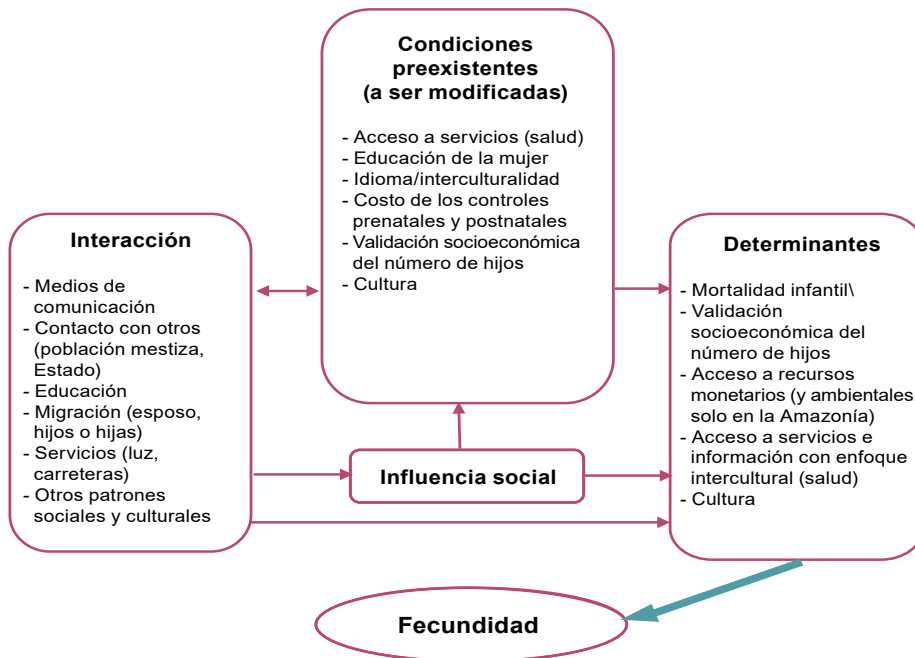 Condiciones
preexistentes
(a ser modificadas)
- Acceso a servicios (salud)
- Educación de la mujer
- Idioma/interculturalidad
- Costo de los controles
prenatales y postnatales
- Validación socioeconómica
del número de hijos
- Cultura
Interacción
- Medios de
comunicación
- Contacto con otros
(población mestiza,
Estado)
- Educación
- Migración (esposo,
hijos o hijas)
- Servicios (luz,
carreteras)
- Otros patrones
sociales y culturales
Influencia social
Determinantes
- Mortalidad infantil\
- Validación
socioeconómica del
número de hijos
- Acceso a recursos
monetarios (y ambientales
solo en la Amazonía)
- Acceso a servicios e
información con enfoque
intercultural (salud)
- Cultura
Fecundidad